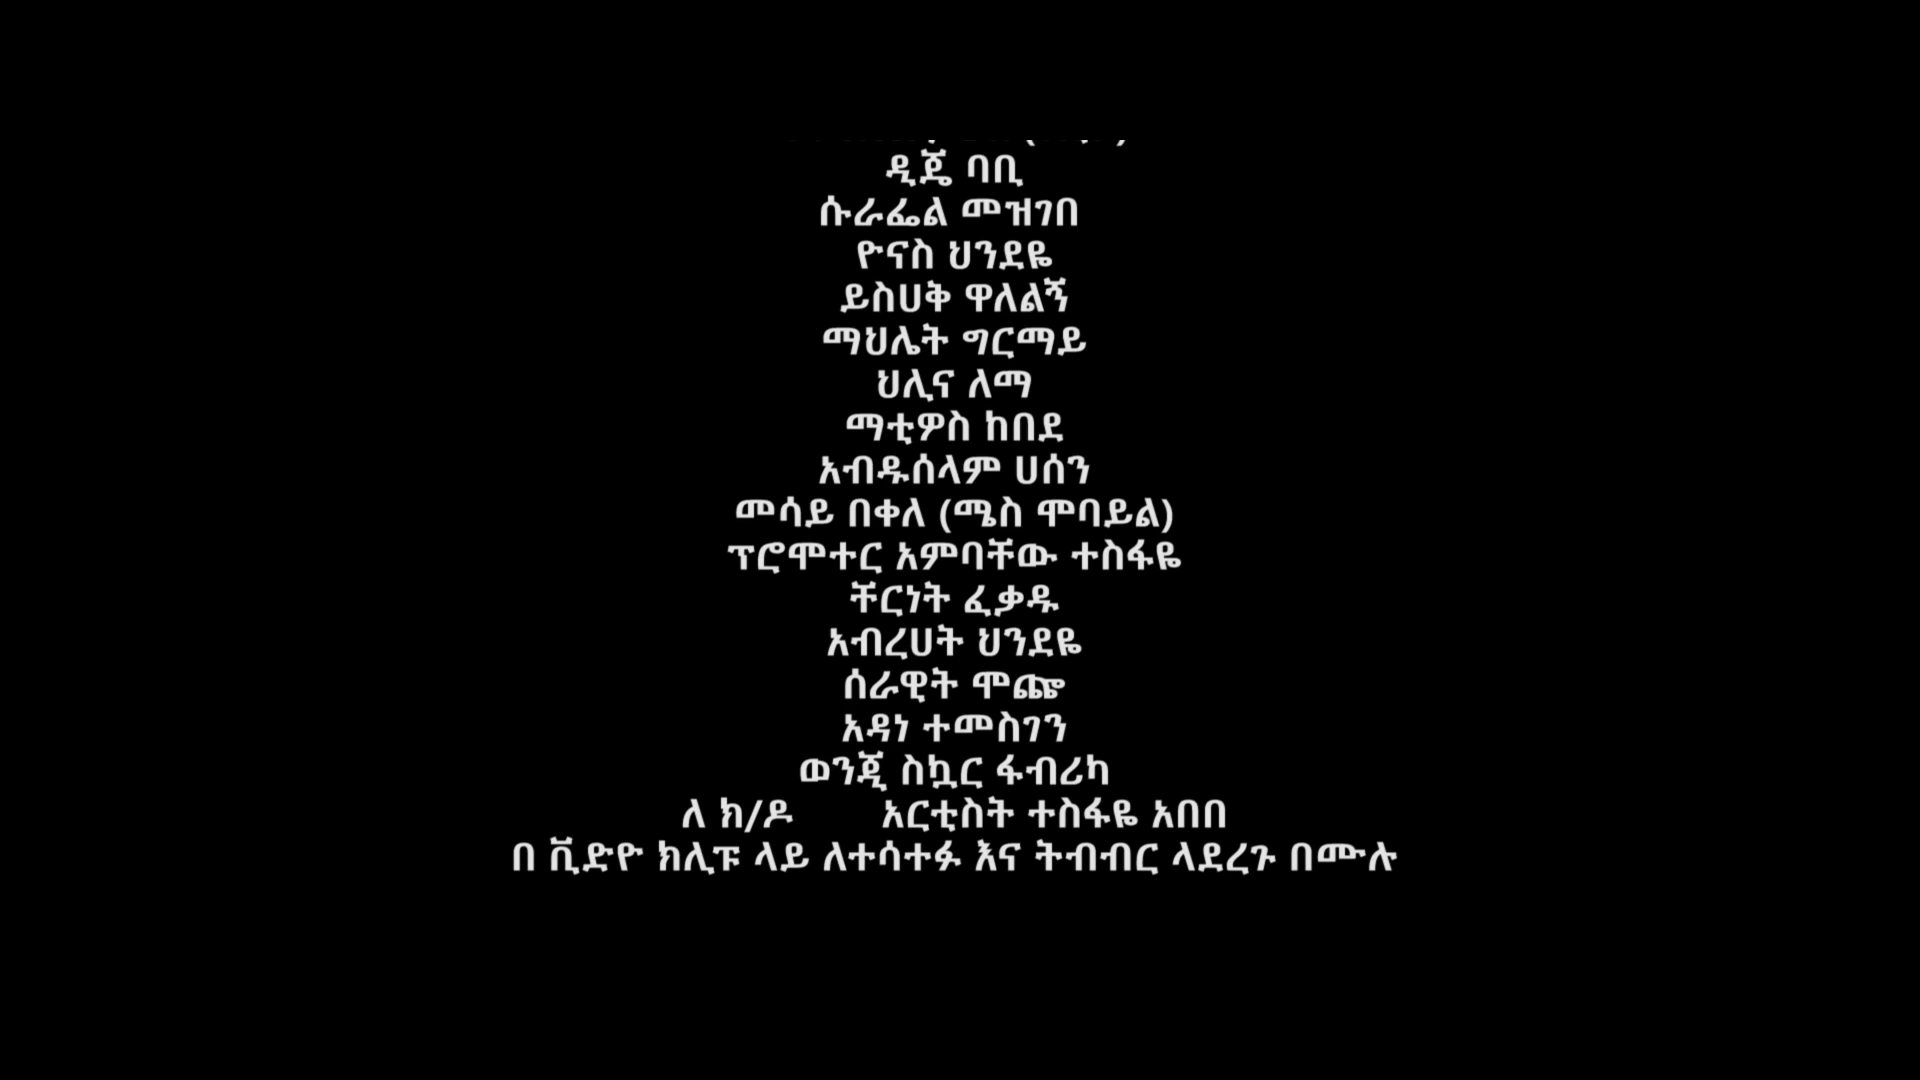 ዲጄ ባቢ
ሱራፌል መዝገበ
ዮናስ ህንደዬ
ይስሀቅ ዋለልኝ
ማህሌት ግርማይ
ህሊና ለማ
ማቲዎስ ከበደ
አብዱሰላም ሀሰን
መሳይ በቀለ (ሜስ ሞባይል)
ፕሮሞተር አምባቸው ተስፋዬ
ቸርነት ፈቃዱ
አብረሀት ህንደዬ
ሰራዊት ሞጮ
አዳነ ተመስገን
ወንጂ ስኳር ፋብሪካ
ለ ክ/ዶ አርቲስት ተስፋዬ አበበ
በ ቪድዮ ክሊፑ ላይ ለተሳተፉ እና ትብብር ላደረጉ በሙሉ